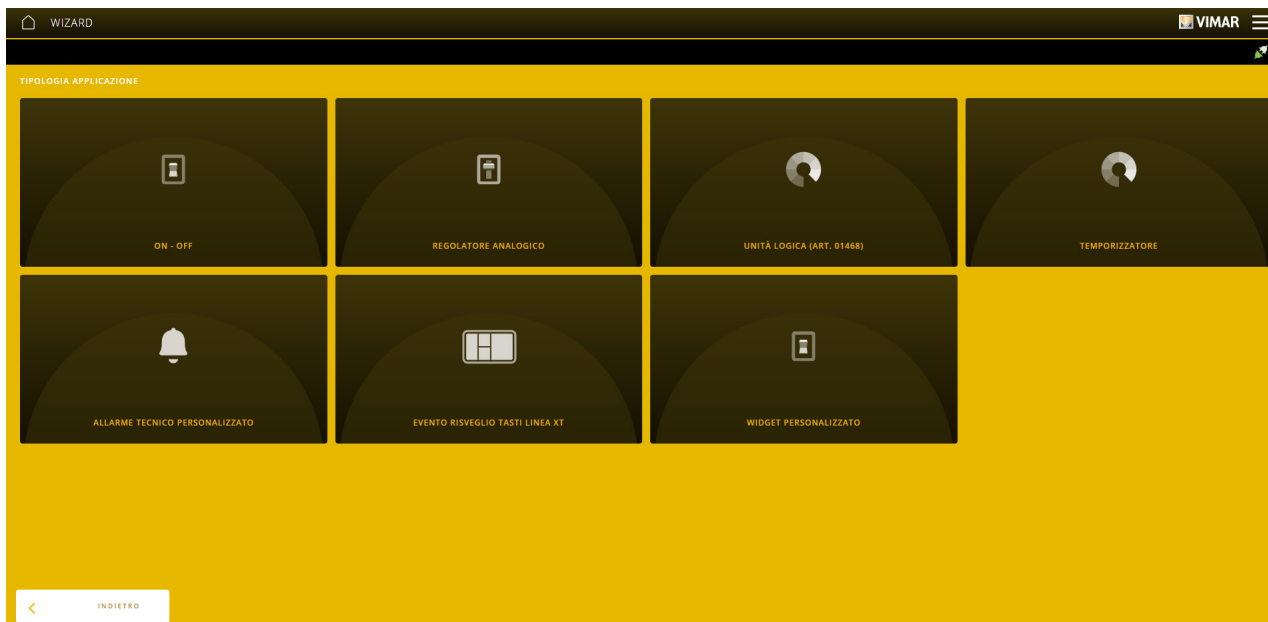 WIZARD
VIMAR
TIPOLOGIA APPLICAZIONE
ON - OFF
REGOLATORE ANALOGICO
UNITÀ LOGICA (ART. 01468)
TEMPORIZZATORE
ALLARME TECNICO PERSONALIZZATO
EVENTO RISVEGLIO TASTI LINEA XT
WIDGET PERSONALIZZATO
INDIETRO